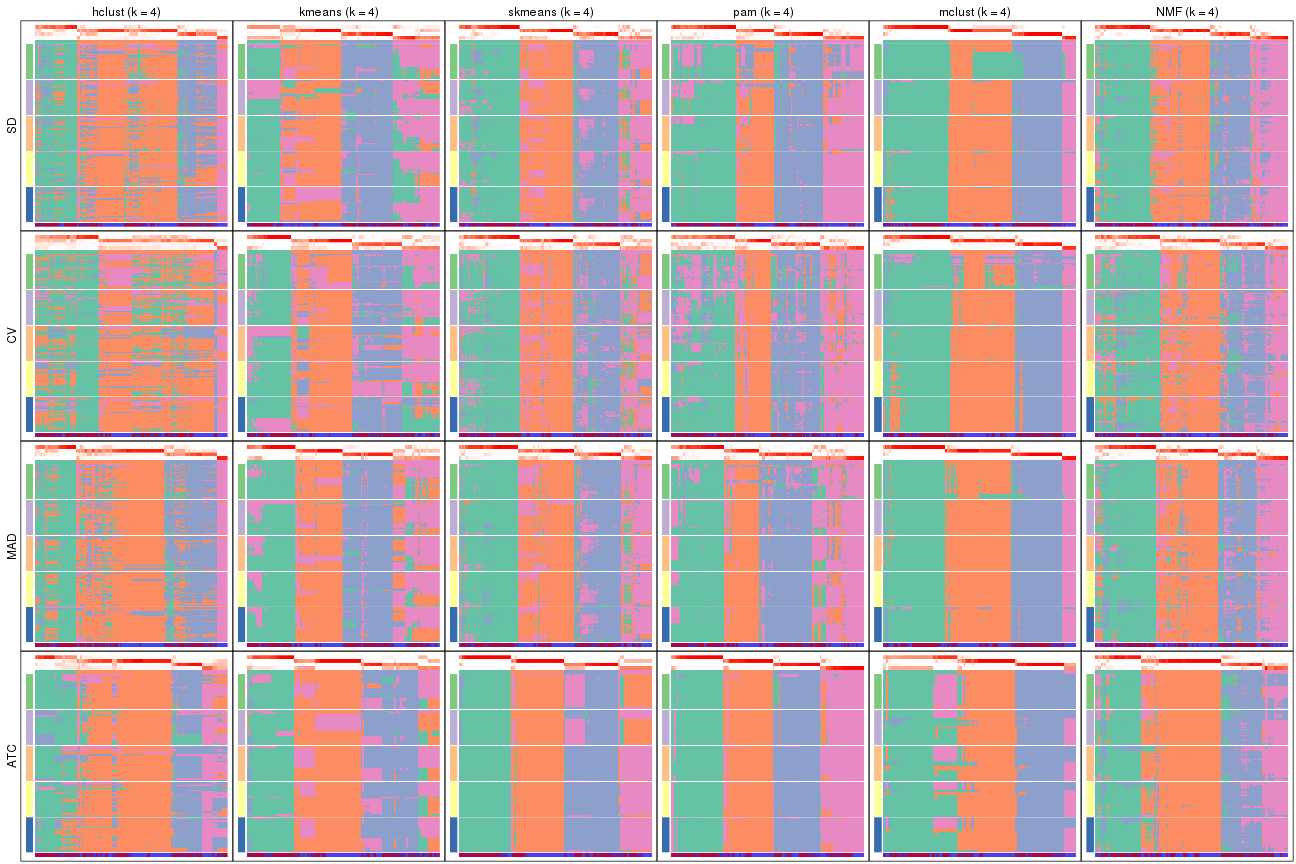 hclust (k = 4) kmeans (k = 4) skmeans (k = 4) pam (k = 4) mclust (k = 4) NMF (k = 4)
SD
CV
MAD
ATC